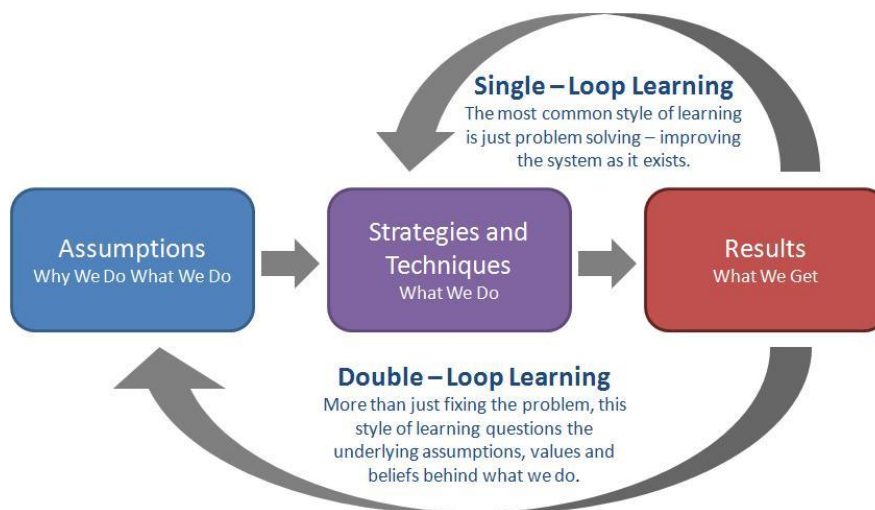 Single – Loop Learning
The most common style of learning
is just problem solving – improving
the system as it exists.
Assumptions
Why We Do What We Do
Strategies and
Techniques
What We Do
Results
What We Get
Double – Loop Learning
More than just fixing the problem, this
style of learning questions the
underlying assumptions, values and
beliefs behind what we do.